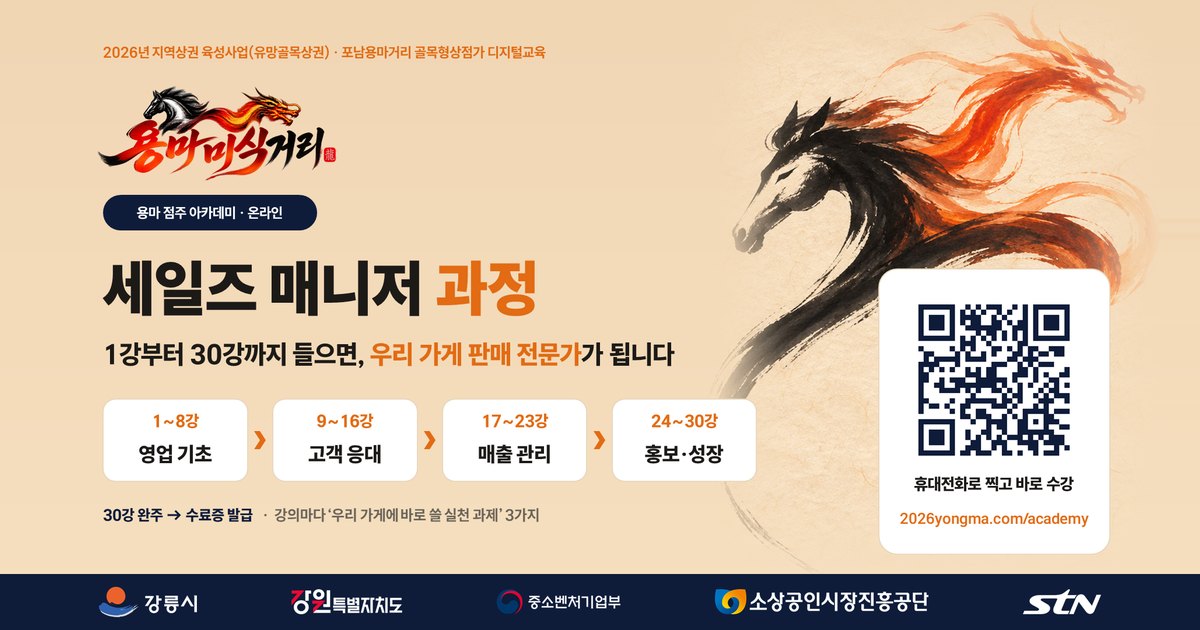 2026년 지역상권 육성사업(유망골목상권) · 포남용마거리 골목형상점가 디지털교육
용마미식거리
龍
용마 점주 아카데미 · 온라인
세일즈 매니저 과정
1강부터 30강까지 들으면, 우리 가게 판매 전문가가 됩니다
1~8강
영업 기초
9~16강
고객 응대
17~23강
매출 관리
24~30강
홍보·성장
30강 완주 → 수료증 발급 · 강의마다 ‘우리 가게에 바로 쓸 실천 과제’ 3가지
휴대전화로 찍고 바로 수강
2026yongma.com/academy
강릉시
강원특별자치도
중소벤처기업부
소상공인시장진흥공단
STN